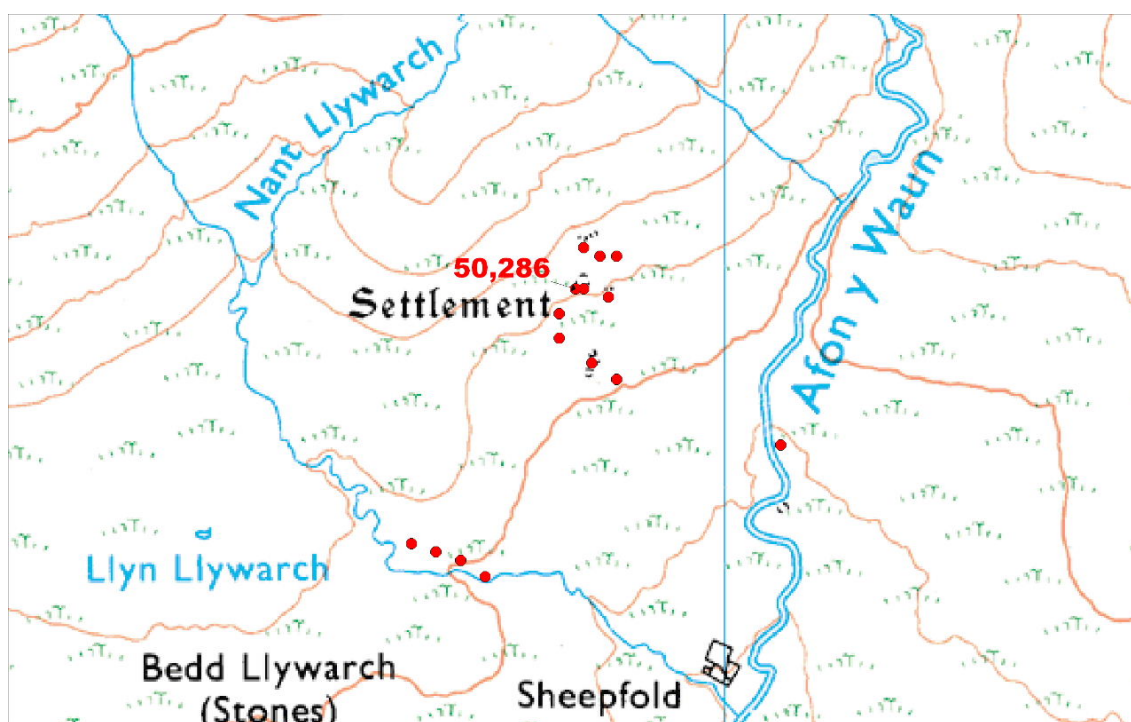 Nant Llywarch
Afon y Waun
50,286
Settlement
Llyn Llywarch
Bedd Llywarch
(Stones)
Sheepfold